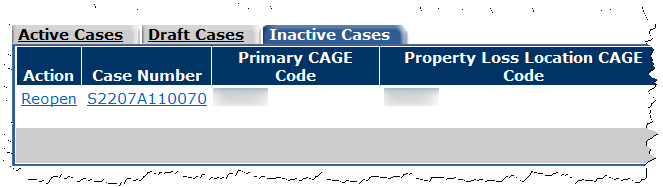 Active Cases Draft Cases Inactive Cases
Primary CAGE Property Loss Location CAGE
Action Case Number Code Code
Reopen S2207A110070